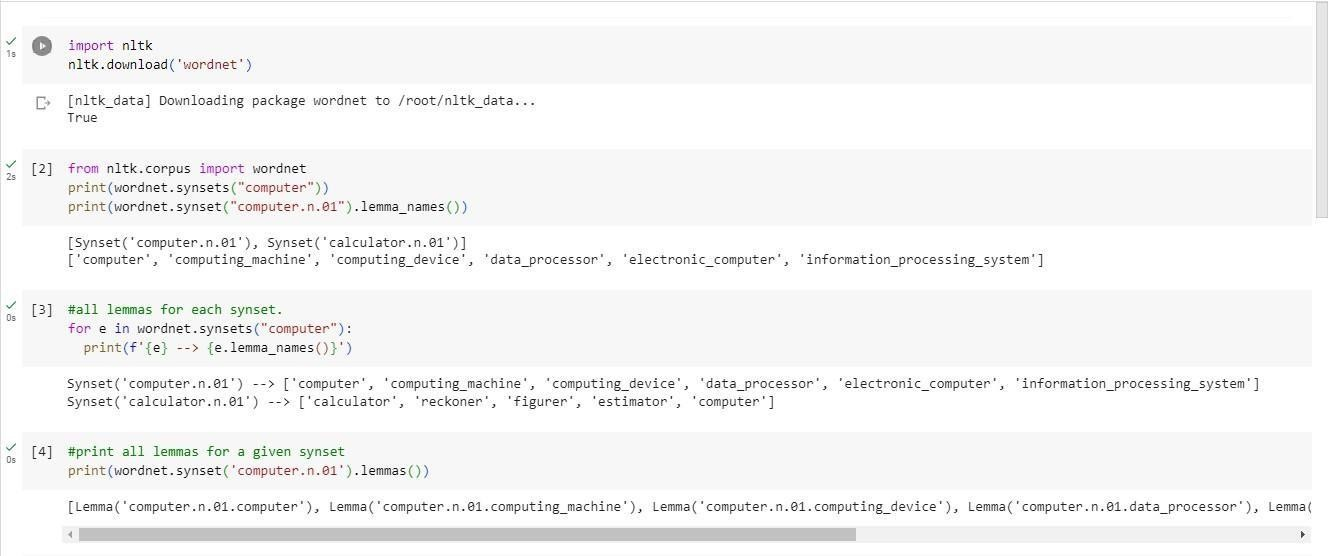 1s
import nltk
nltk.download('wordnet')
[nltk_data] Downloading package wordnet to /root/nltk_data...
True
2s
[2]
from nltk.corpus import wordnet
print(wordnet.synsets("computer"))
print(wordnet.synset("computer.n.01").lemma_names())
[Synset('computer.n.01'), Synset('calculator.n.01')]
['computer', 'computing_machine', 'computing_device', 'data_processor', 'electronic_computer', 'information_processing_system']
0s
[3]
#all lemmas for each synset.
for e in wordnet.synsets("computer"):
  print(f'{e} --> {e.lemma_names()}')
Synset('computer.n.01') --> ['computer', 'computing_machine', 'computing_device', 'data_processor', 'electronic_computer', 'information_processing_system']
Synset('calculator.n.01') --> ['calculator', 'reckoner', 'figurer', 'estimator', 'computer']
0s
[4]
#print all lemmas for a given synset
print(wordnet.synset('computer.n.01').lemmas())
[Lemma('computer.n.01.computer'), Lemma('computer.n.01.computing_machine'), Lemma('computer.n.01.computing_device'), Lemma('computer.n.01.data_processor'), Lemma(